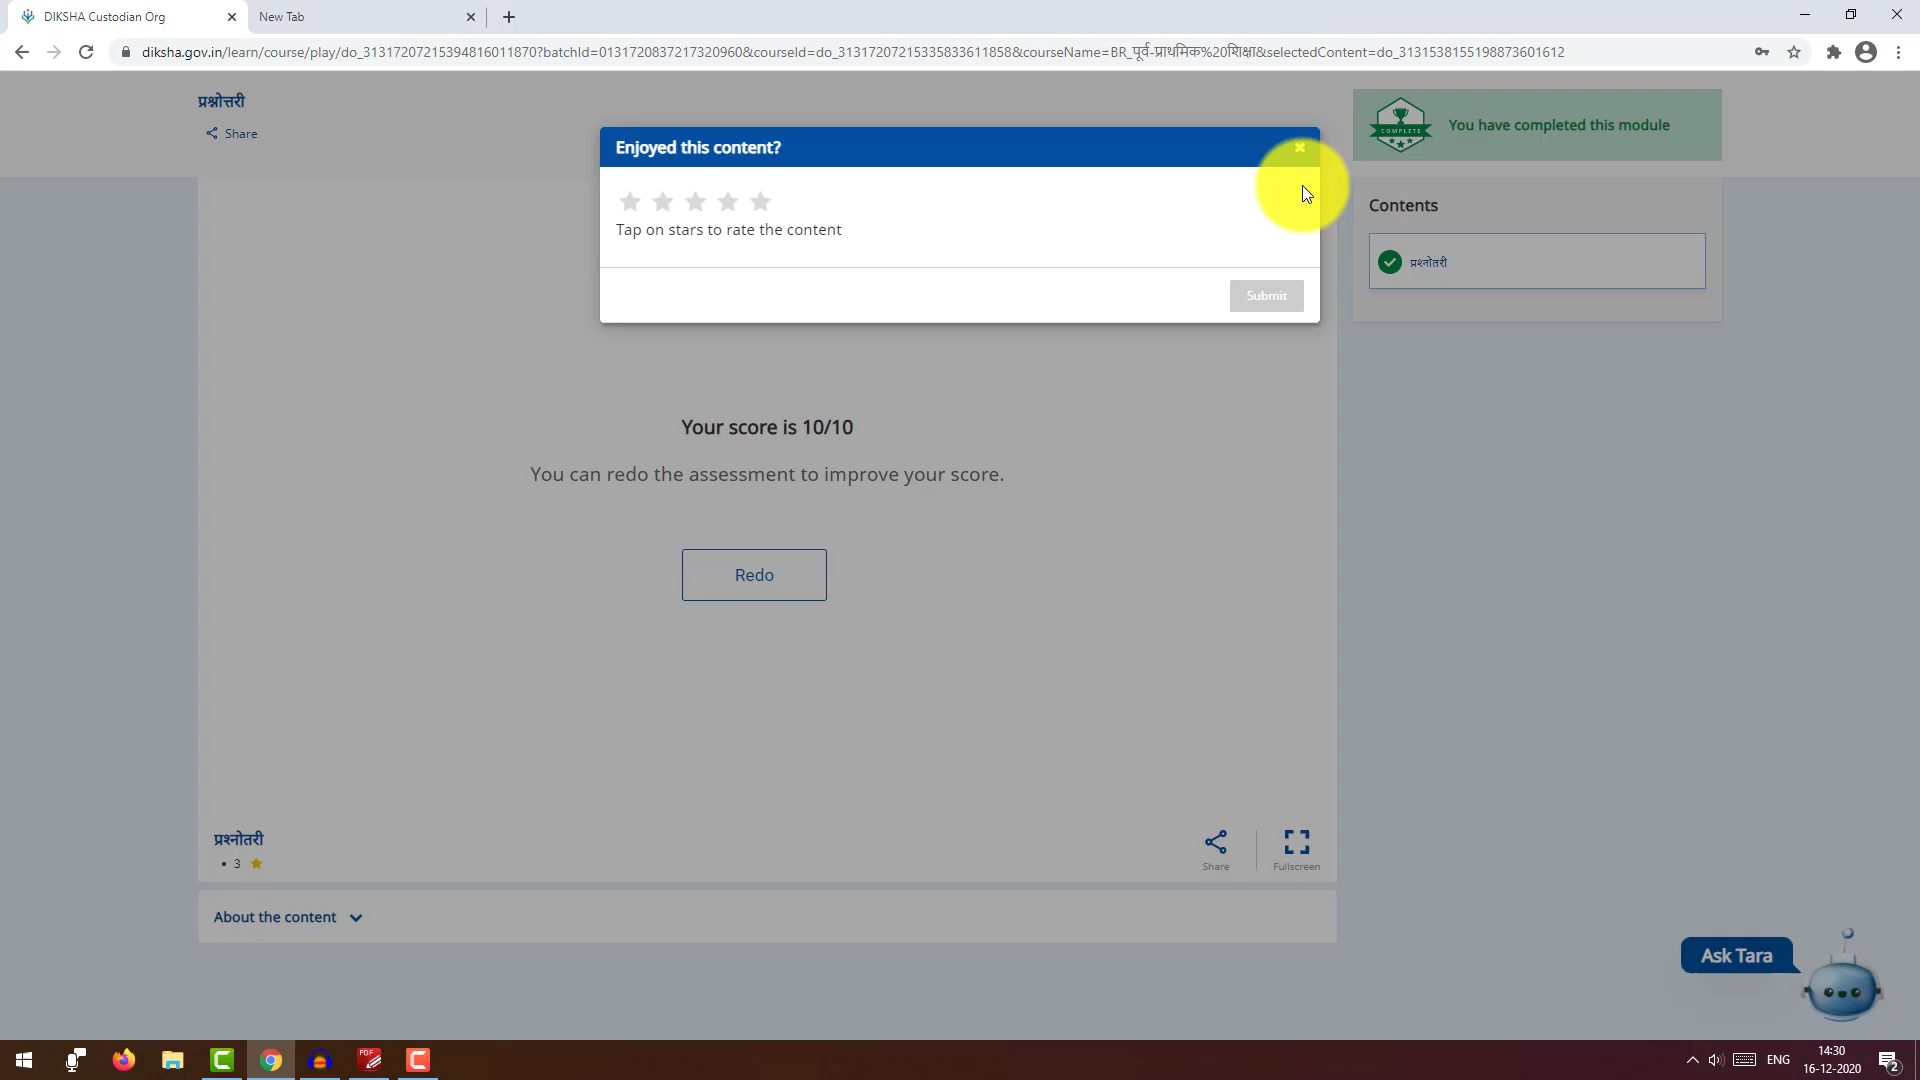 DIKSHA Custodian Org
New Tab
diksha.gov.in/learn/course/play/do_31317207215394816011870?batchId=0131720837217320960&courseId=do_31317207215335833611858&courseName=BR_पूर्व-प्राथमिक%20शिक्षा&selectedContent=do_3131538155198873601612
प्रश्नोत्तरी
Share
Enjoyed this content?
Tap on stars to rate the content
Submit
COMPLETE
You have completed this module
Contents
प्रश्नोतरी
Your score is 10/10
You can redo the assessment to improve your score.
Redo
प्रश्नोतरी
• 3
Share
Fullscreen
About the content
Ask Tara
PDF
ENG
14:30
16-12-2020
2